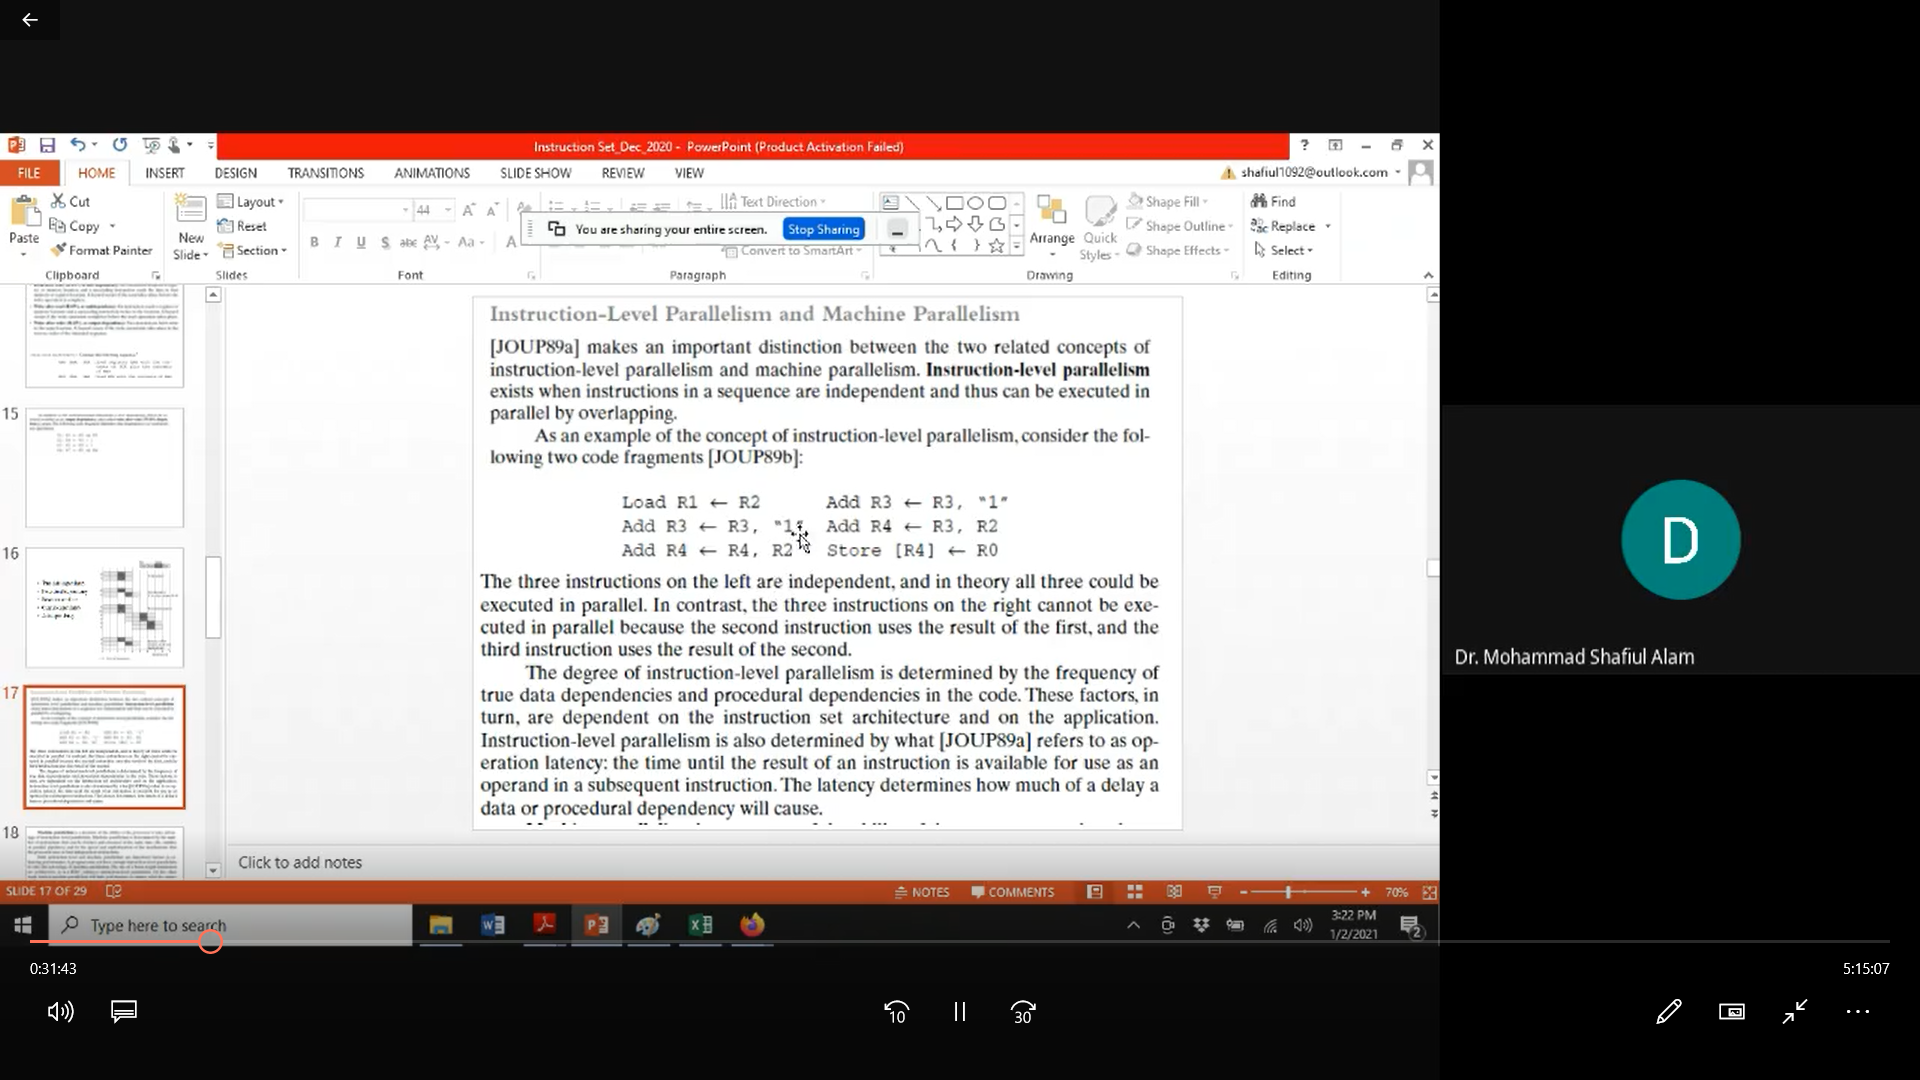 Instruction Set_Dec_2020 - PowerPoint (Product Activation Failed)
FILE HOME INSERT DESIGN TRANSITIONS ANIMATIONS SLIDE SHOW REVIEW VIEW
shafiul1092@outlook.com
Paste
Cut
Copy
Format Painter
Clipboard
New
Slide
Layout
Reset
Section
Slides
44
B I U S abc AV Aa A
Font
You are sharing your entire screen. Stop Sharing
Text Direction
Convert to SmartArt
Paragraph
Arrange
Quick
Styles
Shape Fill
Shape Outline
Shape Effects
Drawing
Find
Replace
Select
Editing
15
16
17
18
Instruction-Level Parallelism and Machine Parallelism
[JOUP89a] makes an important distinction between the two related concepts of
instruction-level parallelism and machine parallelism. Instruction-level parallelism
exists when instructions in a sequence are independent and thus can be executed in
parallel by overlapping.
As an example of the concept of instruction-level parallelism, consider the fol-
lowing two code fragments [JOUP89b]:
Load R1 ← R2 Add R3 ← R3, "1"
Add R3 ← R3, "1" Add R4 ← R3, R2
Add R4 ← R4, R2 Store [R4] ← R0
The three instructions on the left are independent, and in theory all three could be
executed in parallel. In contrast, the three instructions on the right cannot be exe-
cuted in parallel because the second instruction uses the result of the first, and the
third instruction uses the result of the second.
The degree of instruction-level parallelism is determined by the frequency of
true data dependencies and procedural dependencies in the code. These factors, in
turn, are dependent on the instruction set architecture and on the application.
Instruction-level parallelism is also determined by what [JOUP89a] refers to as op-
eration latency: the time until the result of an instruction is available for use as an
operand in a subsequent instruction. The latency determines how much of a delay a
data or procedural dependency will cause.
Click to add notes
SLIDE 17 OF 29
NOTES COMMENTS 70%
Type here to search
3:22 PM
1/2/2021
2
D
Dr. Mohammad Shafiul Alam
0:31:43
5:15:07
10
30